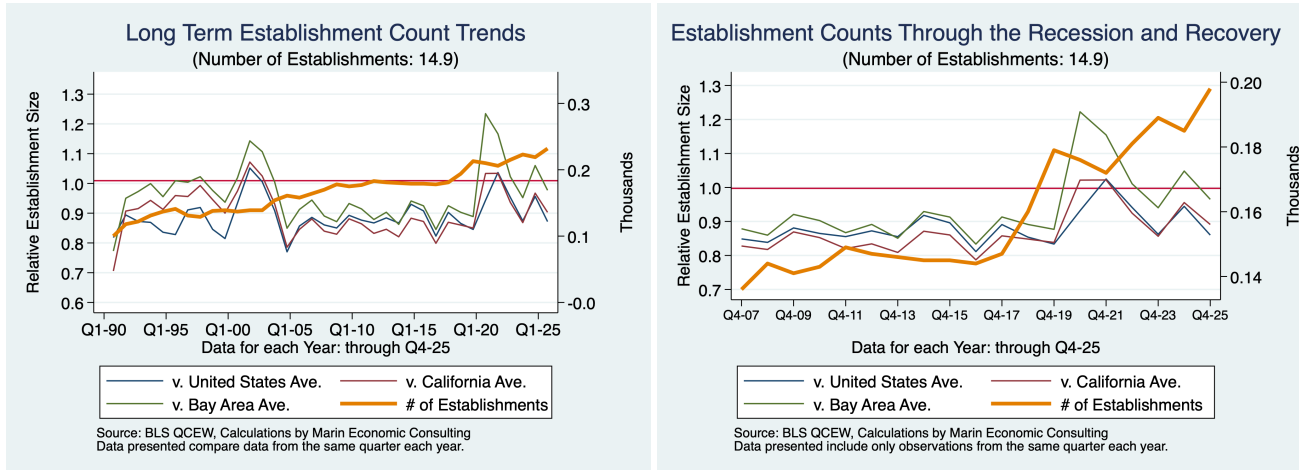 Long Term Establishment Count Trends
(Number of Establishments: 14.9)
Relative Establishment Size
1.3
1.2
1.1
1.0
0.9
0.8
0.7
0.6
0.3
0.2
0.1
-0.0
Thousands
Q1-90 Q1-95 Q1-00 Q1-05 Q1-10 Q1-15 Q1-20 Q1-25
Data for each Year: through Q4-25
v. United States Ave. v. California Ave.
v. Bay Area Ave. # of Establishments
Source: BLS QCEW, Calculations by Marin Economic Consulting
Data presented compare data from the same quarter each year.
Establishment Counts Through the Recession and Recovery
(Number of Establishments: 14.9)
Relative Establishment Size
1.3
1.2
1.1
1.0
0.9
0.8
0.7
0.20
0.18
0.16
0.14
Thousands
Q4-07 Q4-09 Q4-11 Q4-13 Q4-15 Q4-17 Q4-19 Q4-21 Q4-23 Q4-25
Data for each Year: through Q4-25
v. United States Ave. v. California Ave.
v. Bay Area Ave. # of Establishments
Source: BLS QCEW, Calculations by Marin Economic Consulting
Data presented include only observations from the same quarter each year.